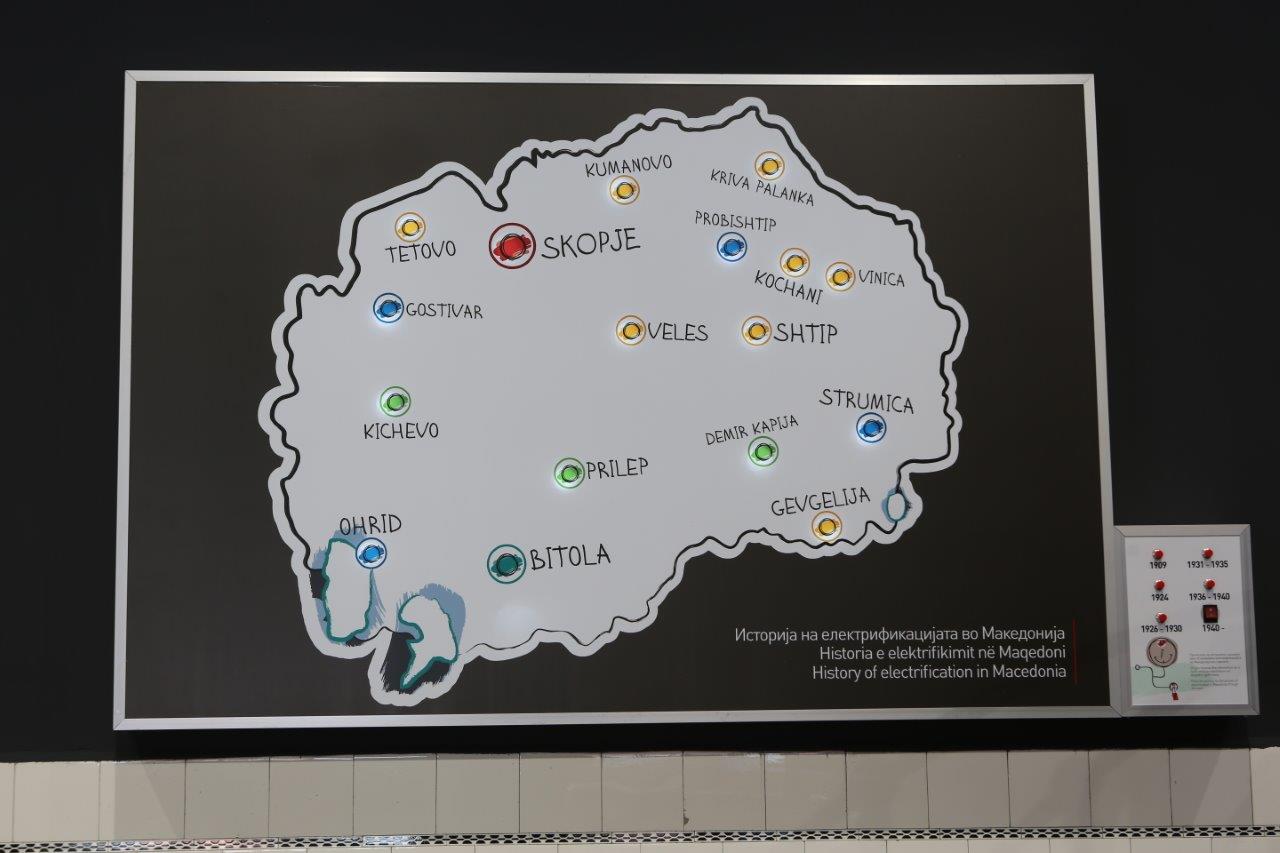 KUMANOVO
KRIVA PALANKA
PROBISHTIP
TETOVO
SKOPJE
KOCHANI
VINICA
GOSTIVAR
VELES
SHTIP
KICHEVO
STRUMICA
DEMIR KAPIJA
PRILEP
GEVGELIJA
OHRID
BITOLA
Историја на електрификацијата во Македонија
Historia e elektrifikimit në Maqedoni
History of electrification in Macedonia
1909
1931 - 1935
1924
1936 - 1940
1926 - 1930
1940 -